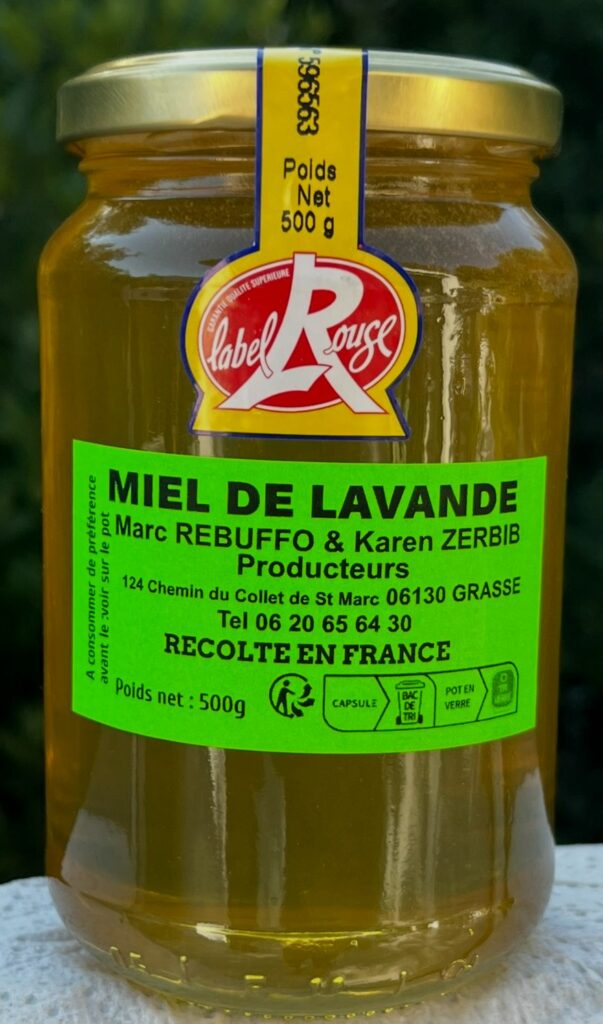 596563
Poids
Net
500 g
GARANTIE QUALITE SUPERIEURE
label Rouge
MIEL DE LAVANDE
Marc REBUFFO & Karen ZERBIB
Producteurs
124 Chemin du Collet de St Marc 06130 GRASSE
Tel 06 20 65 64 30
RECOLTE EN FRANCE
Poids net : 500g
CAPSULE
BAC
DE
TRI
POT EN
VERRE
A consommer de préférence
avant le :voir sur le pot